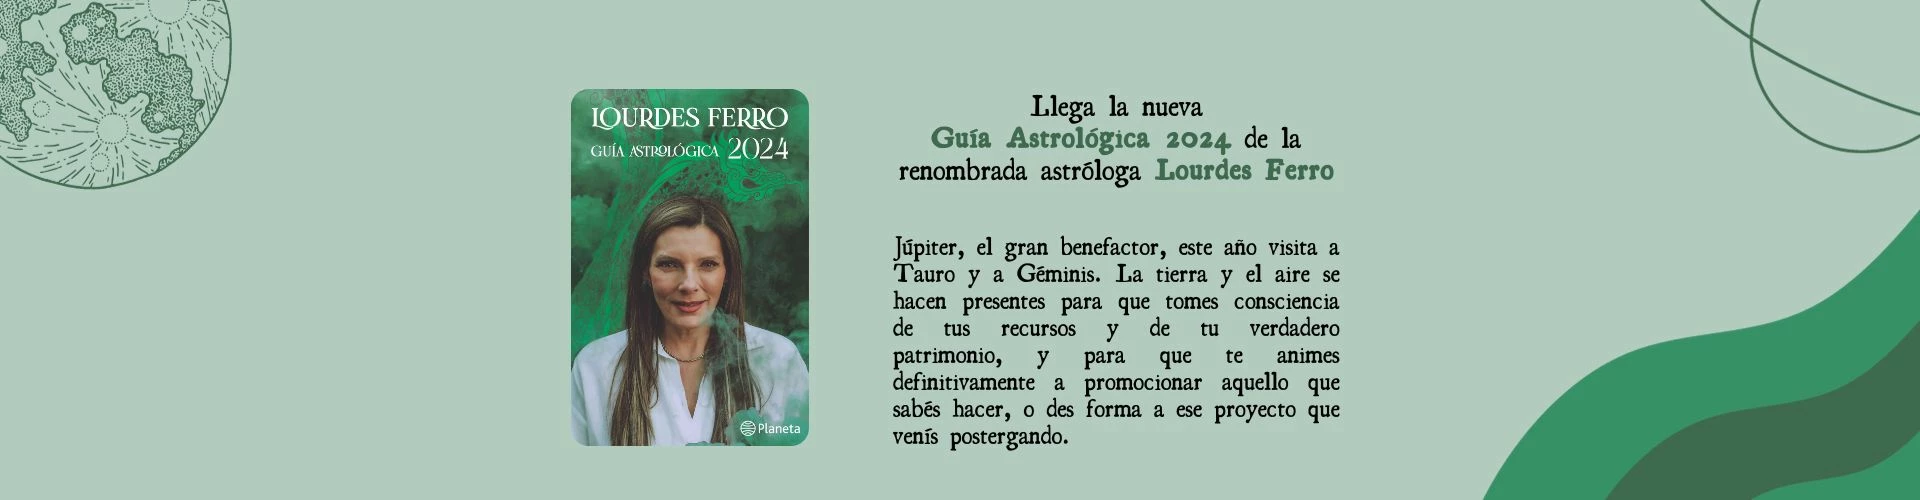 LOURDES FERRO
GUÍA ASTROLÓGICA 2024
Planeta
Llega la nueva
Guía Astrológica 2024 de la
renombrada astróloga Lourdes Ferro
Júpiter, el gran benefactor, este año visita a
Tauro y a Géminis. La tierra y el aire se
hacen presentes para que tomes consciencia
de tus recursos y de tu verdadero
patrimonio, y para que te animes
definitivamente a promocionar aquello que
sabés hacer, o des forma a ese proyecto que
venís postergando.